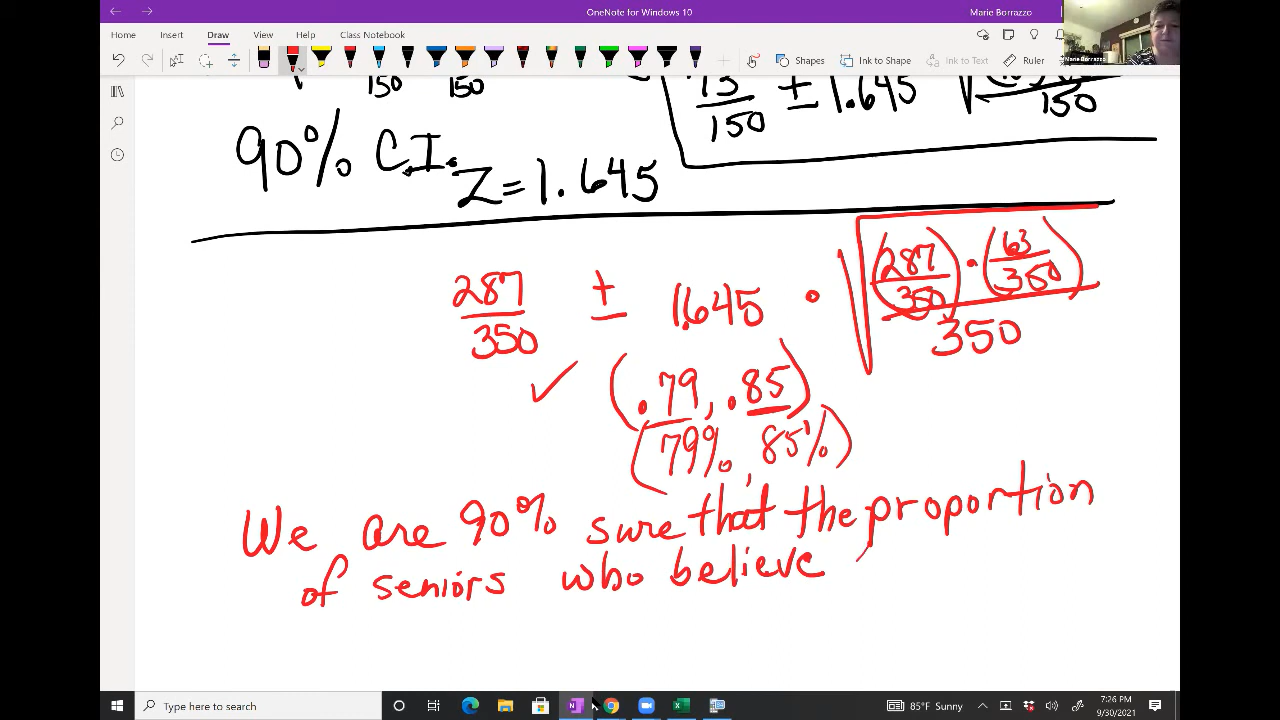 OneNote for Windows 10
Marie Borrazzo
Home Insert Draw View Help Class Notebook
Shapes Ink to Shape Ink to Text Ruler
Marie Borrazzo
150 150
13/150 ± 1.645
150
90% C.I. Z = 1.645
287/350 ± 1.645 • √((287/350) • (63/350)/350)
✓ (.79, .85)
(79%, 85%)
We are 90% sure that the proportion
of seniors who believe
Type here to search
85°F Sunny
7:26 PM
9/30/2021